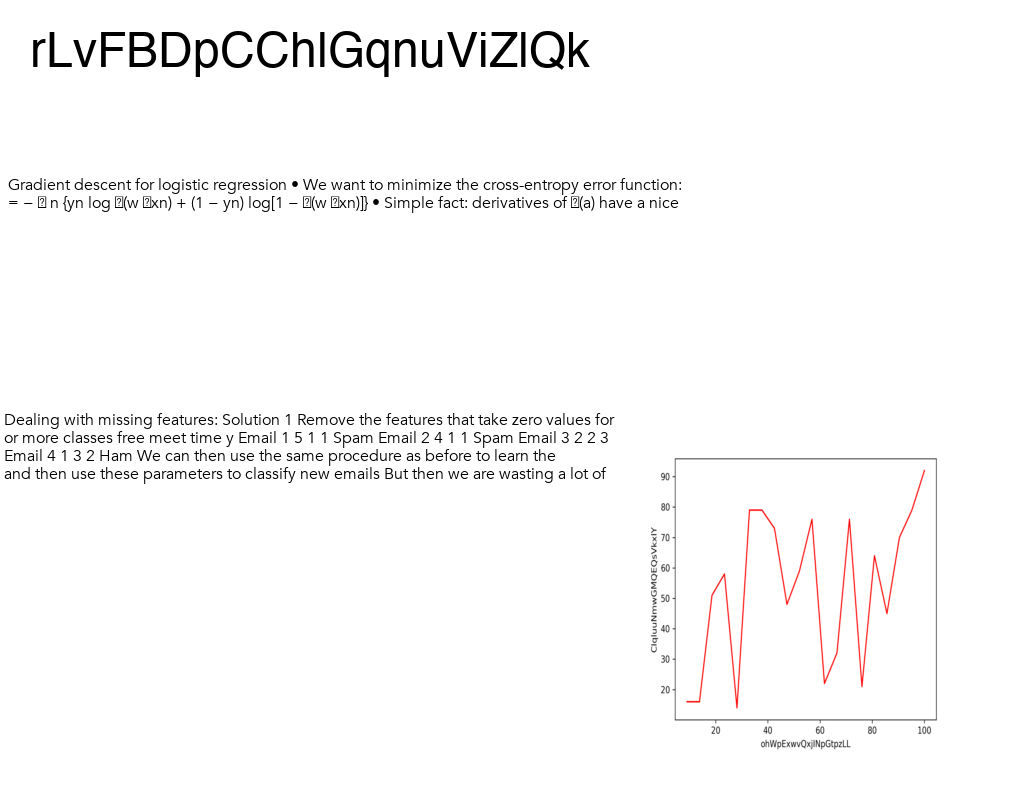 rLvFBDpCChlGqnuViZlQk
Gradient descent for logistic regression • We want to minimize the cross-entropy error function:
= − ⍰ n {yn log ⍰(w ⍰xn) + (1 − yn) log[1 − ⍰(w ⍰xn)]} • Simple fact: derivatives of ⍰(a) have a nice
Dealing with missing features: Solution 1 Remove the features that take zero values for
or more classes free meet time y Email 1 5 1 1 Spam Email 2 4 1 1 Spam Email 3 2 2 3
Email 4 1 3 2 Ham We can then use the same procedure as before to learn the
and then use these parameters to classify new emails But then we are wasting a lot of
90
80
70
60
50
40
30
20
20 40 60 80 100